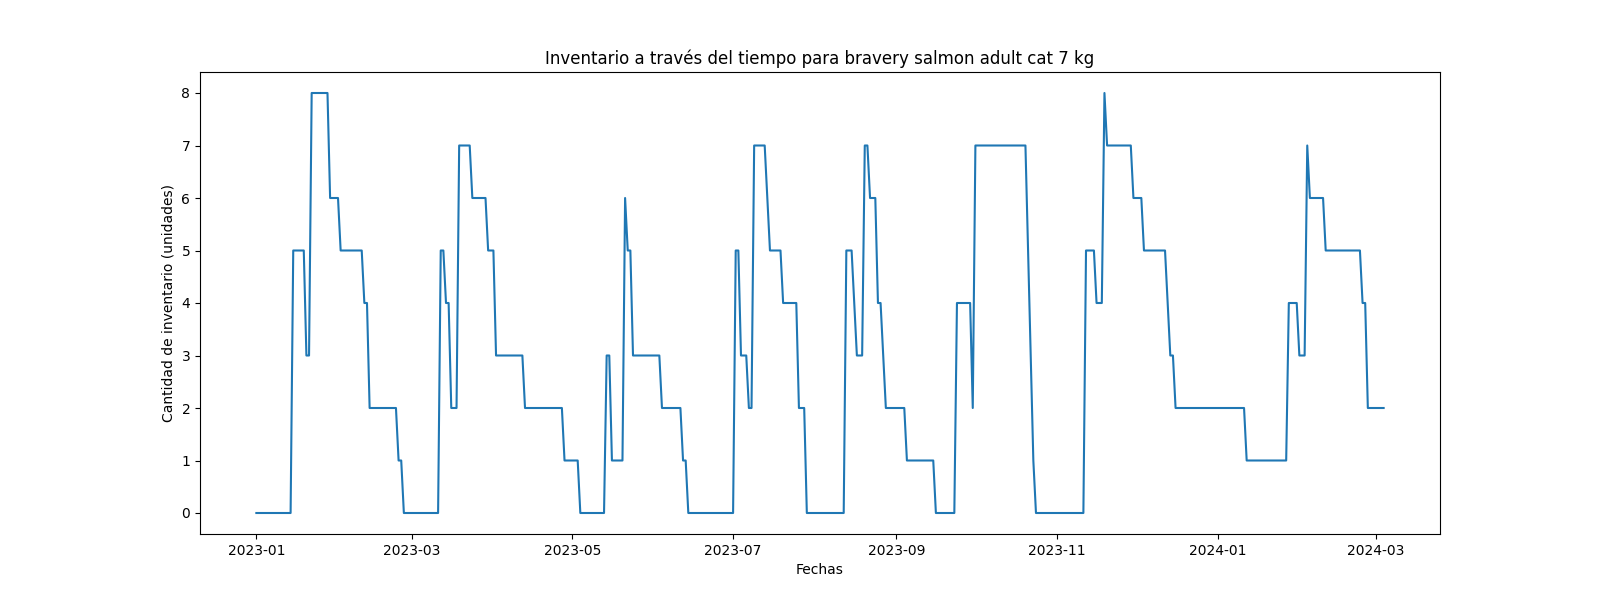 Inventario a través del tiempo para bravery salmon adult cat 7 kg
Cantidad de inventario (unidades)
8
7
6
5
4
3
2
1
0
2023-01 2023-03 2023-05 2023-07 2023-09 2023-11 2024-01 2024-03
Fechas